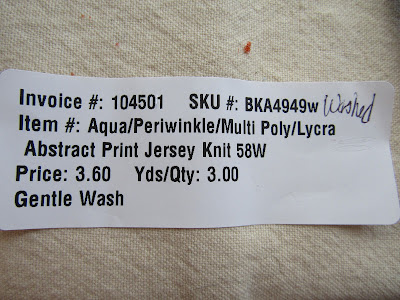 Invoice #: 104501 SKU #: BKA4949w Washed
Item #: Aqua/Periwinkle/Multi Poly/Lycra
Abstract Print Jersey Knit 58W
Price: 3.60 Yds/Qty: 3.00
Gentle Wash